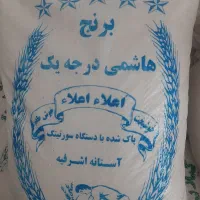 برنج
هاشمی درجه یک
اعلاء اعلاء
پاک شده با دستگاه سورتینگ
آستانه اشرفیه